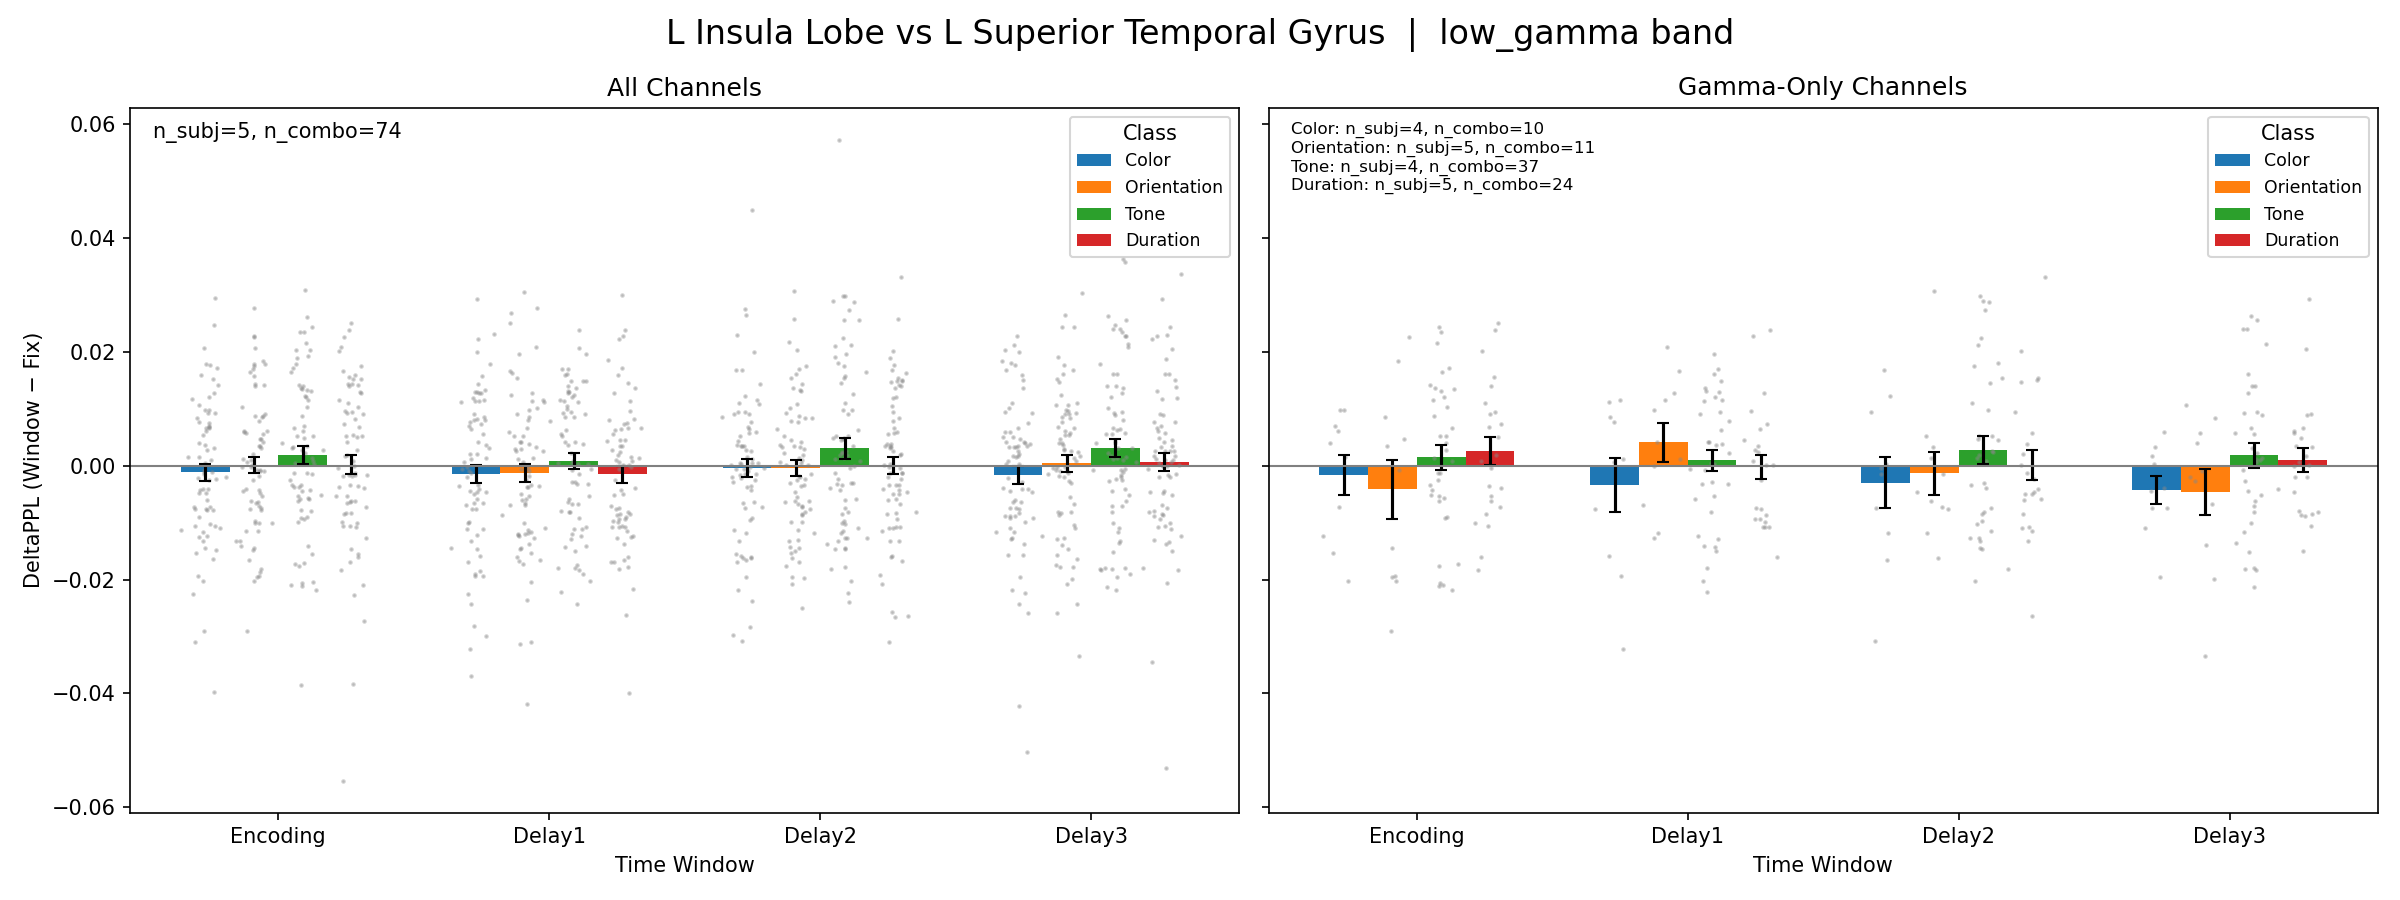 L Insula Lobe vs L Superior Temporal Gyrus | low_gamma band
All Channels
n_subj=5, n_combo=74
Class
Color
Orientation
Tone
Duration
DeltaPPL (Window − Fix)
0.06
0.04
0.02
0.00
−0.02
−0.04
−0.06
Encoding
Delay1
Delay2
Delay3
Time Window
Gamma-Only Channels
Color: n_subj=4, n_combo=10
Orientation: n_subj=5, n_combo=11
Tone: n_subj=4, n_combo=37
Duration: n_subj=5, n_combo=24
Class
Color
Orientation
Tone
Duration
Encoding
Delay1
Delay2
Delay3
Time Window